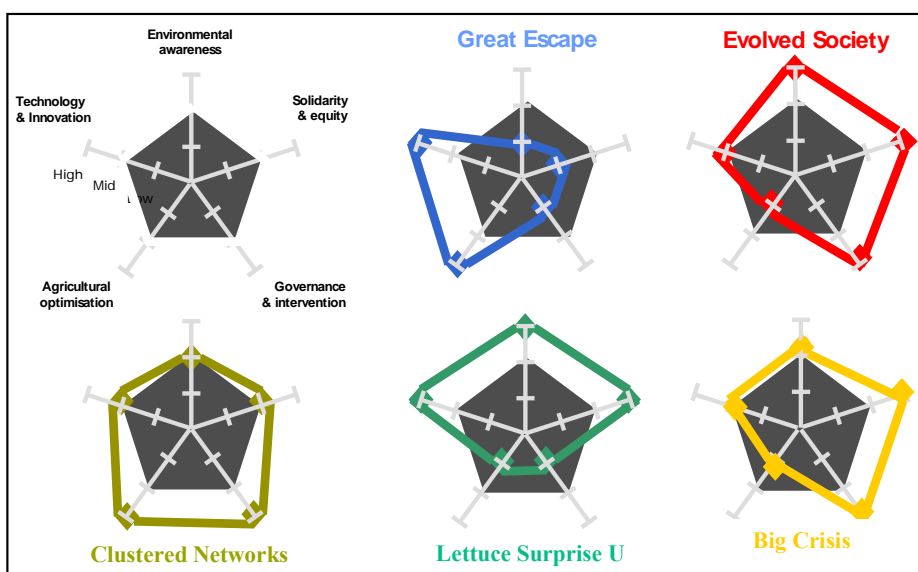 Environmental
awareness
Great Escape
Evolved Society
Technology
& Innovation
Solidarity
& equity
High
Mid
Agricultural
optimisation
Governance
& intervention
Clustered Networks
Lettuce Surprise U
Big Crisis